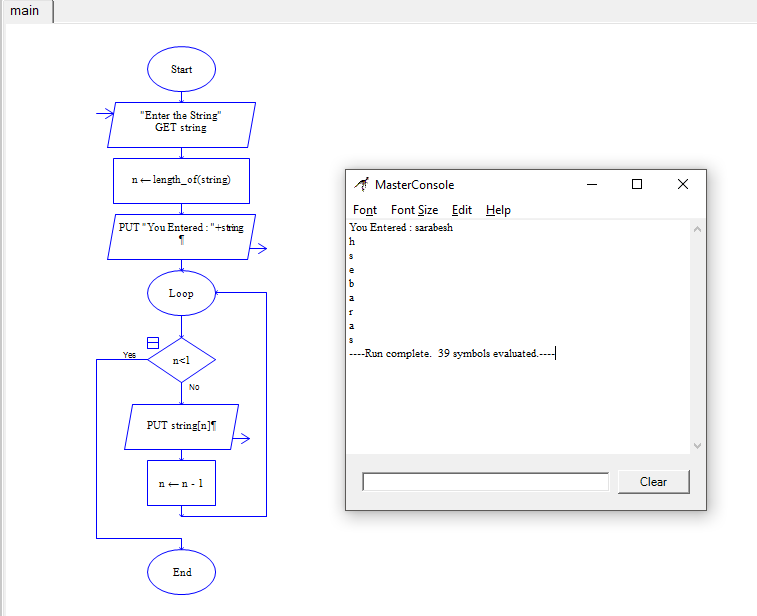 main
Start
"Enter the String"
GET string
n ← length_of(string)
PUT "You Entered : "+string
¶
Loop
Yes
n<1
No
PUT string[n]¶
n ← n - 1
End
MasterConsole
Font Font Size Edit Help
You Entered : sarabesh
h
s
e
b
a
r
a
s
----Run complete.  39 symbols evaluated.----
Clear